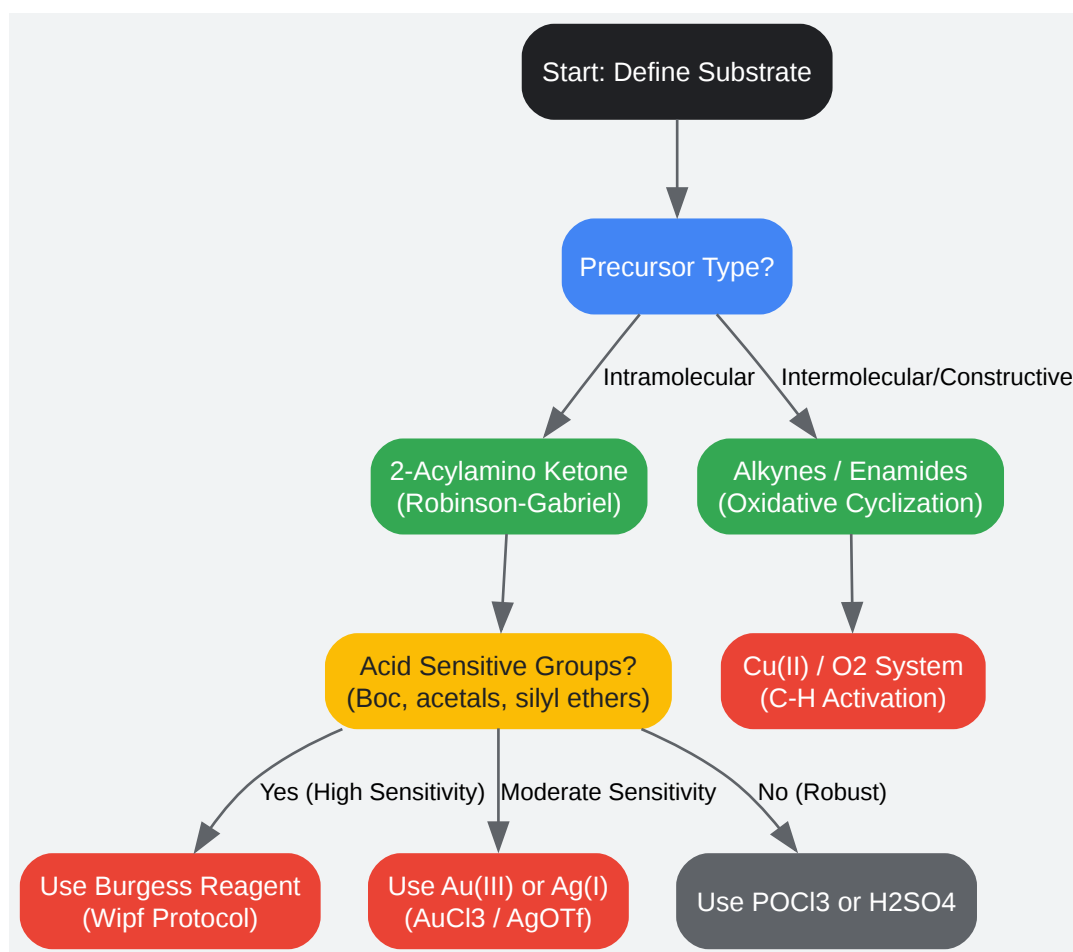 Start: Define Substrate
Precursor Type?
Intramolecular
Intermolecular/Constructive
2-Acylamino Ketone
(Robinson-Gabriel)
Alkynes / Enamides
(Oxidative Cyclization)
Acid Sensitive Groups?
(Boc, acetals, silyl ethers)
Cu(II) / O2 System
(C-H Activation)
Yes (High Sensitivity)
Moderate Sensitivity
No (Robust)
Use Burgess Reagent
(Wipf Protocol)
Use Au(III) or Ag(I)
(AuCl3 / AgOTf)
Use POCl3 or H2SO4